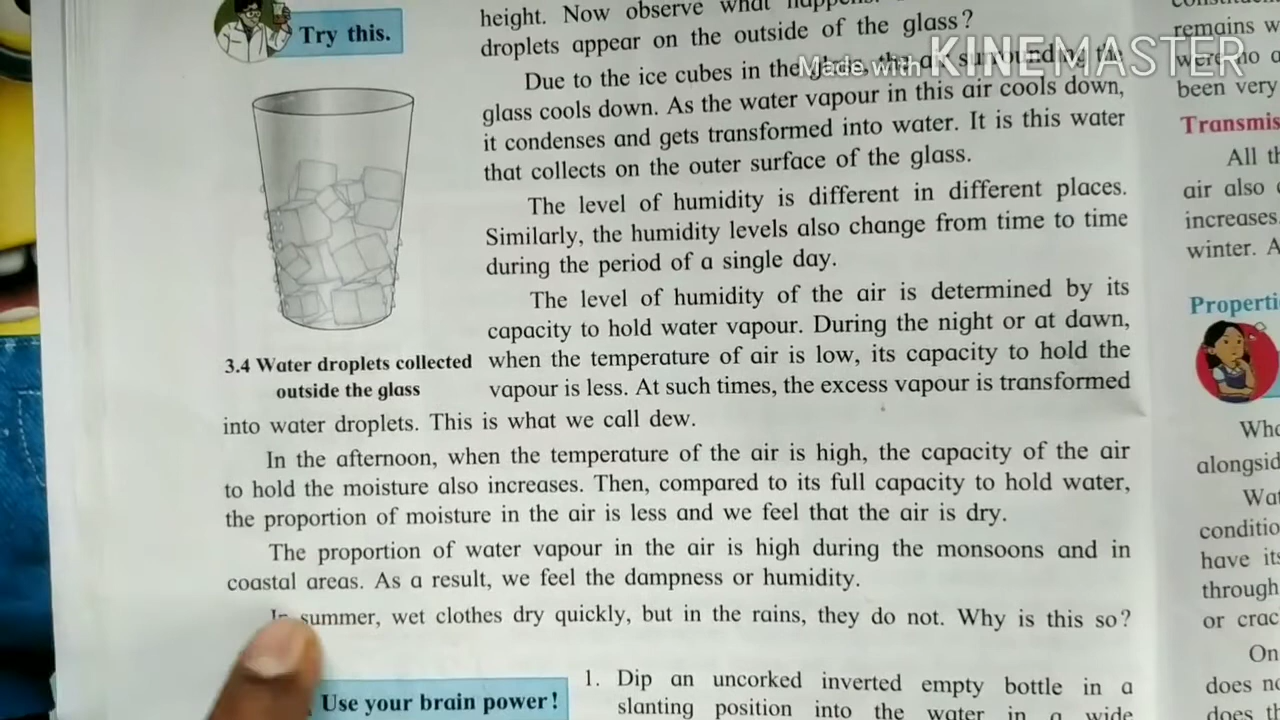 Try this.
height. Now observe what
droplets appear on the outside of the glass?
Made with KINEMASTER
Due to the ice cubes in the glass, the air surrounding the
glass cools down. As the water vapour in this air cools down,
it condenses and gets transformed into water. It is this water
that collects on the outer surface of the glass.
The level of humidity is different in different places.
Similarly, the humidity levels also change from time to time
during the period of a single day.
The level of humidity of the air is determined by its
capacity to hold water vapour. During the night or at dawn,
3.4 Water droplets collected
outside the glass
when the temperature of air is low, its capacity to hold the
vapour is less. At such times, the excess vapour is transformed
into water droplets. This is what we call dew.
In the afternoon, when the temperature of the air is high, the capacity of the air
to hold the moisture also increases. Then, compared to its full capacity to hold water,
the proportion of moisture in the air is less and we feel that the air is dry.
The proportion of water vapour in the air is high during the monsoons and in
coastal areas. As a result, we feel the dampness or humidity.
In summer, wet clothes dry quickly, but in the rains, they do not. Why is this so?
Use your brain power!
1. Dip an uncorked inverted empty bottle in a
slanting position into the water in a wide
remains
been very
Transmis
All
air also
increases
winter. A
Properti
alongsid
conditio
have its
through
or crac
On
does
does